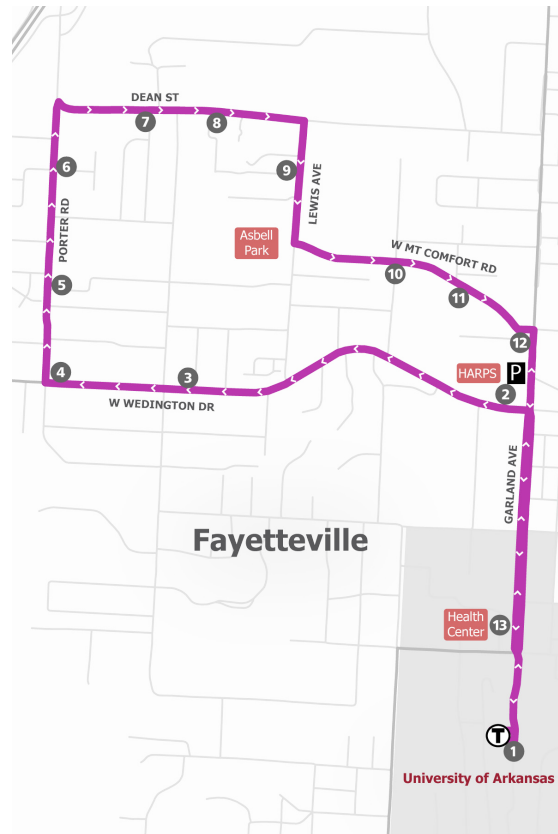 DEAN ST
7
8
6
9
LEWIS AVE
PORTER RD
Asbell
Park
W MT COMFORT RD
10
5
11
12
4
3
HARPS
P
2
W WEDINGTON DR
GARLAND AVE
Fayetteville
Health
Center
13
T
1
University of Arkansas